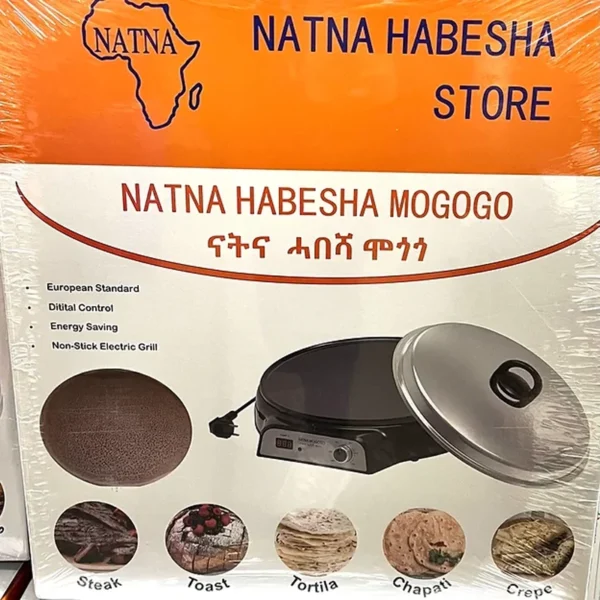 NATNA
NATNA HABESHA
STORE
NATNA HABESHA MOGOGO
ናትና ሓበሻ ሞጎጎ
European Standard
Ditital Control
Energy Saving
Non-Stick Electric Grill
Steak
Toast
Tortila
Chapati
Crepe